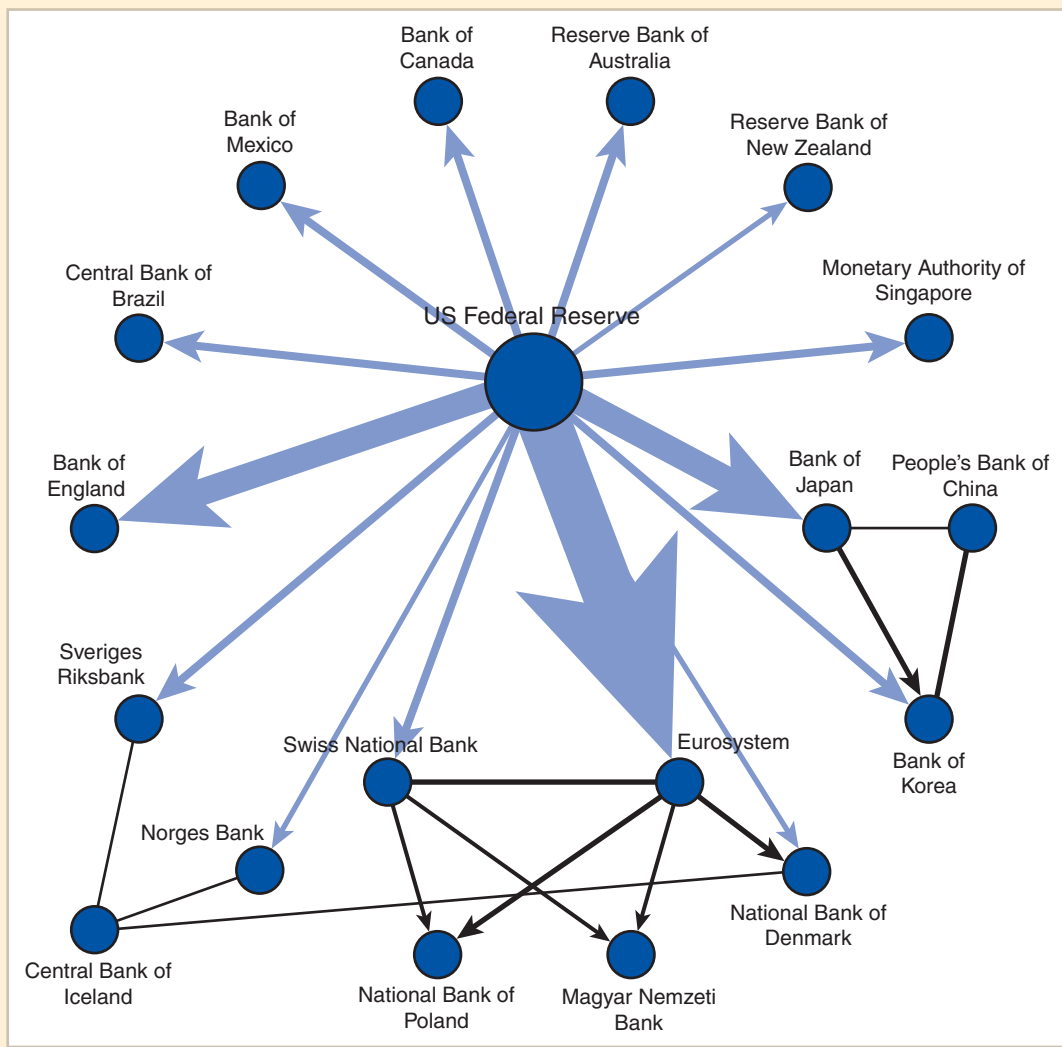 Bank of
Canada
Reserve Bank of
Australia
Bank of
Mexico
Reserve Bank of
New Zealand
Central Bank of
Brazil
Monetary Authority of
Singapore
US Federal Reserve
Bank of
England
Bank of
Japan
People’s Bank of
China
Sveriges
Riksbank
Swiss National Bank
Eurosystem
Bank of
Korea
Norges Bank
National Bank of
Denmark
Central Bank of
Iceland
National Bank of
Poland
Magyar Nemzeti
Bank